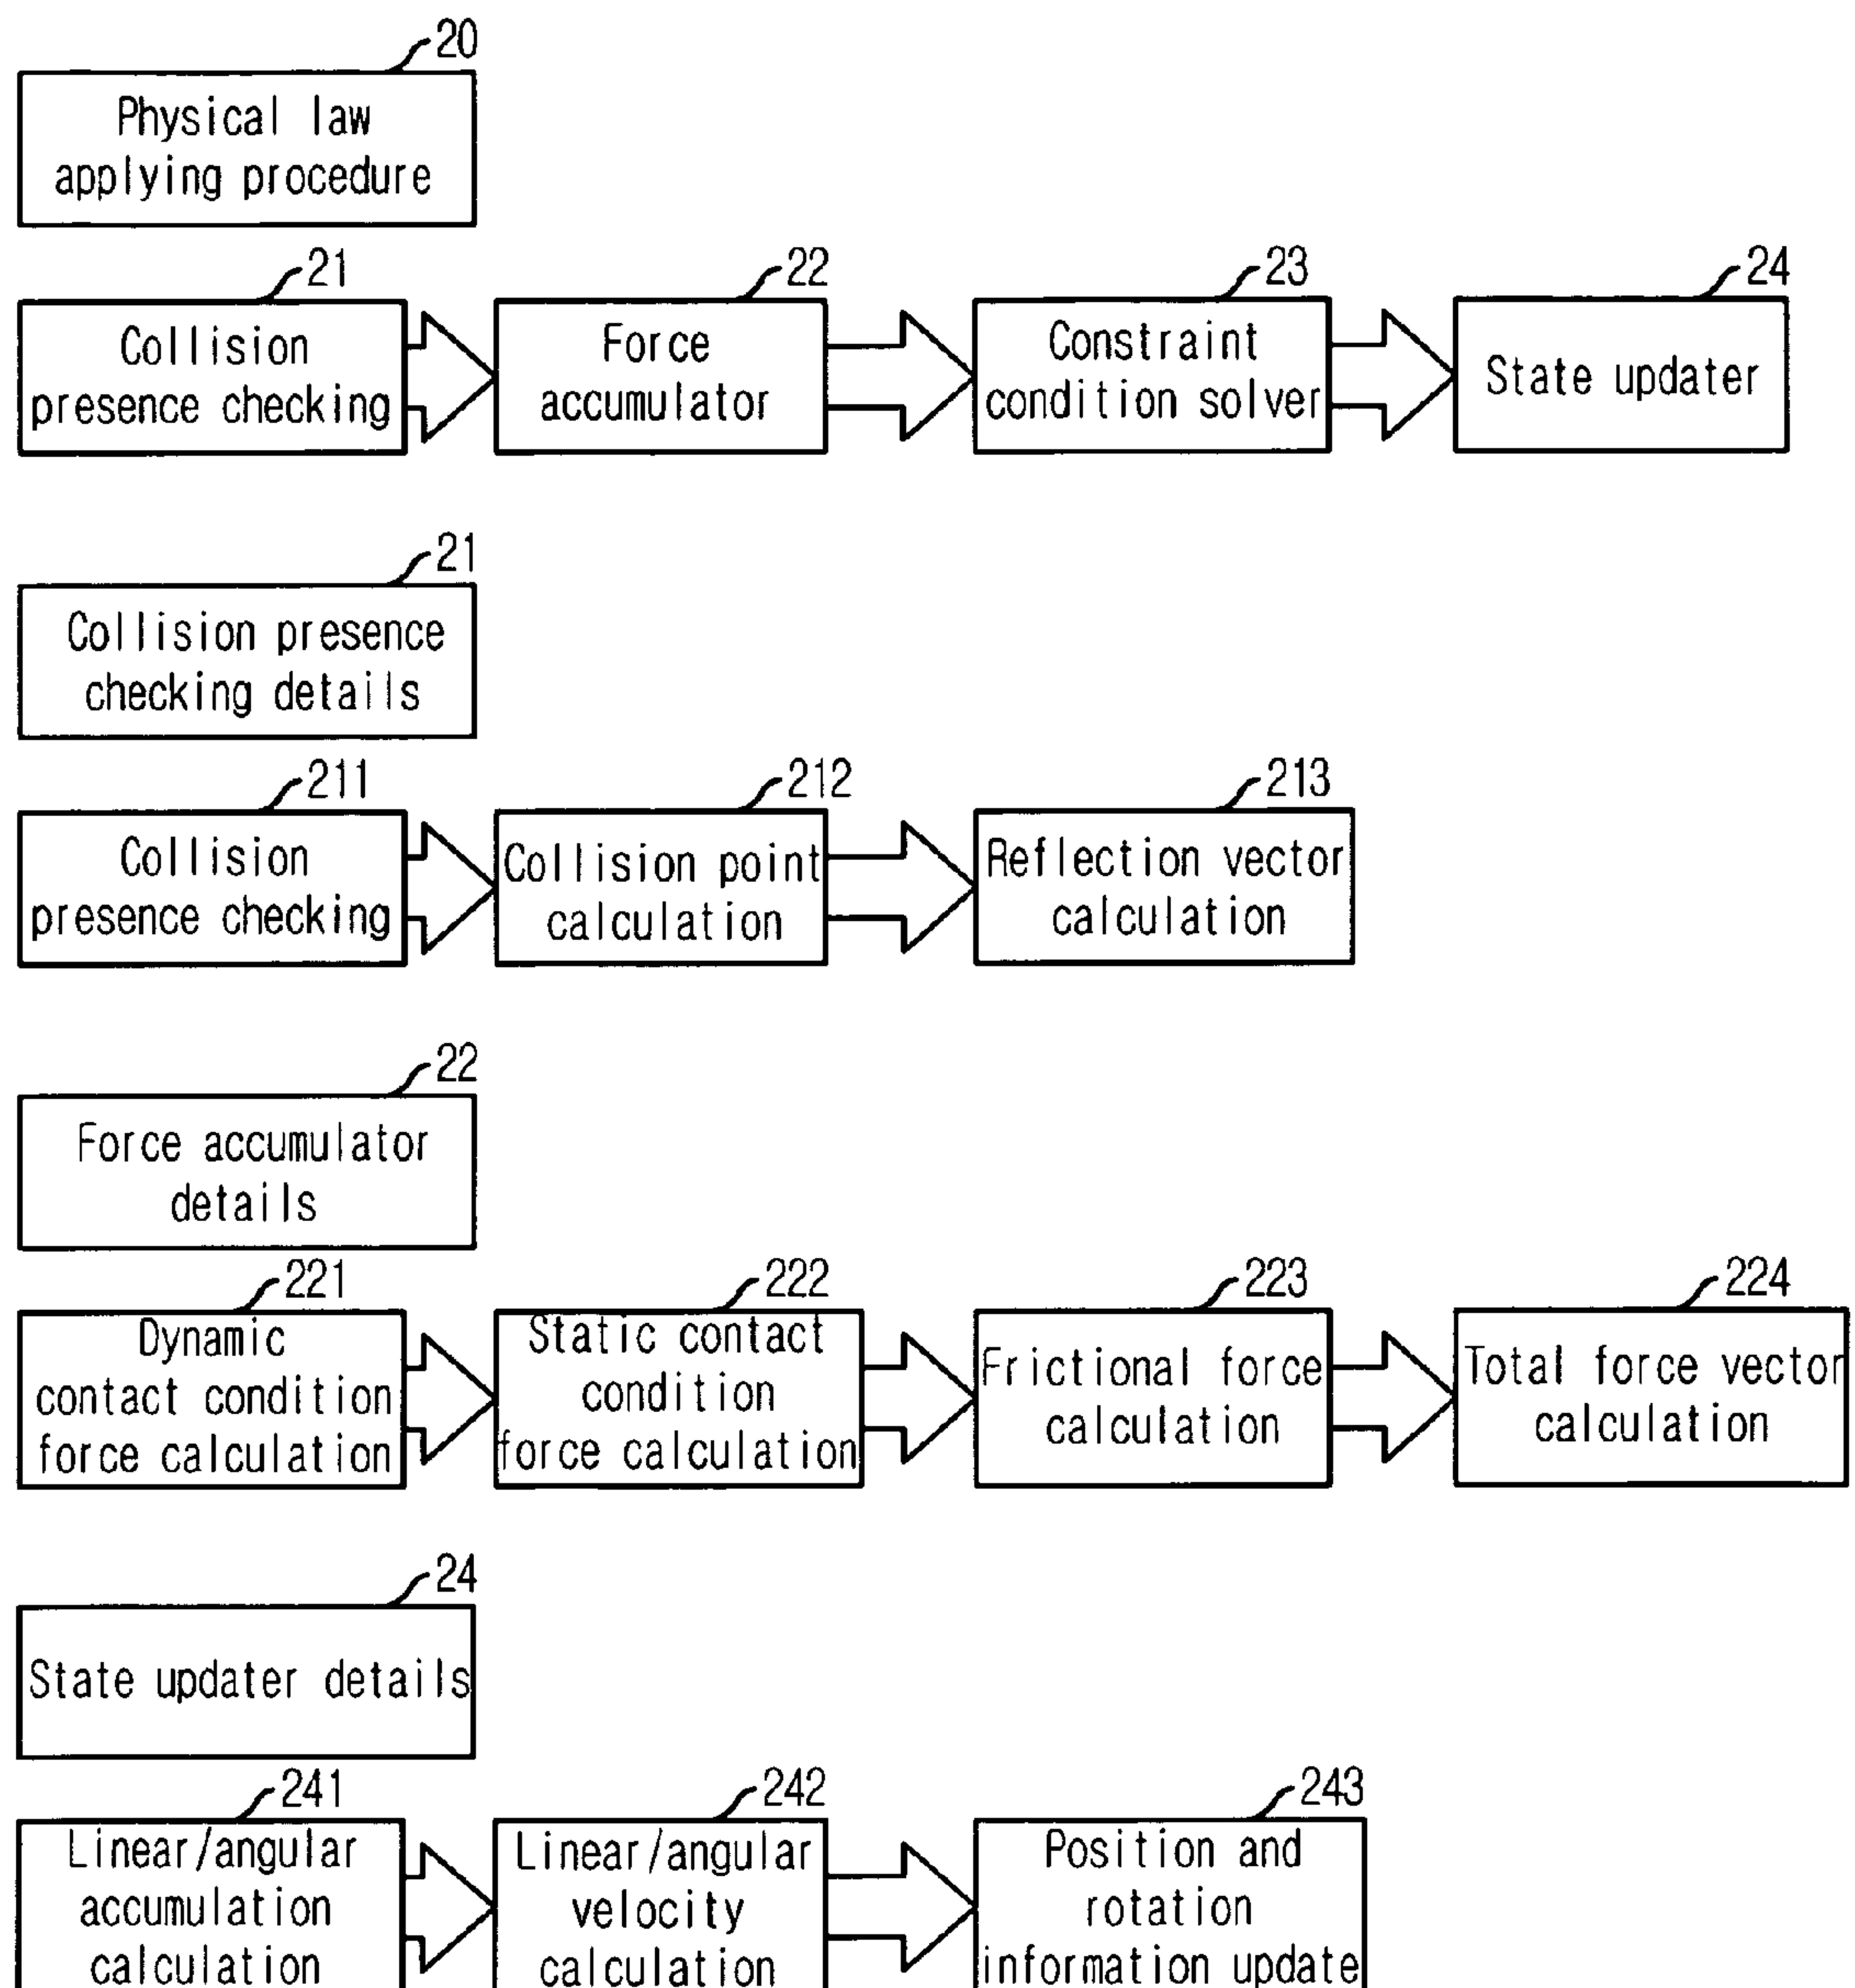 20
Physical law
applying procedure
21
Collision
presence checking
22
Force
accumulator
23
Constraint
condition solver
24
State updater
21
Collision presence
checking details
211
Collision
presence checking
212
Collision point
calculation
213
Reflection vector
calculation
22
Force accumulator
details
221
Dynamic
contact condition
force calculation
222
Static contact
condition
force calculation
223
Frictional force
calculation
224
Total force vector
calculation
24
State updater details
241
Linear/angular
accumulation
calculation
242
Linear/angular
velocity
calculation
243
Position and
rotation
information update